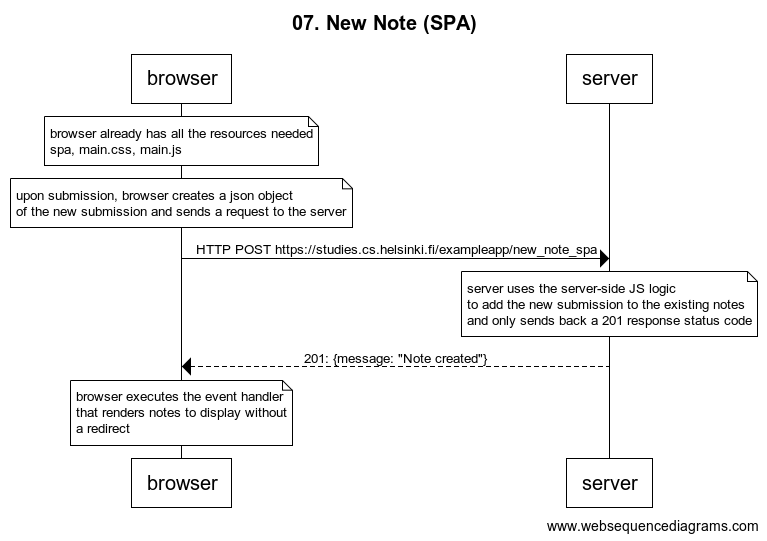 07. New Note (SPA)
browser
server
browser already has all the resources needed
spa, main.css, main.js
upon submission, browser creates a json object
of the new submission and sends a request to the server
HTTP POST https://studies.cs.helsinki.fi/exampleapp/new_note_spa
server uses the server-side JS logic
to add the new submission to the existing notes
and only sends back a 201 response status code
201: {message: "Note created"}
browser executes the event handler
that renders notes to display without
a redirect
browser
server
www.websequencediagrams.com